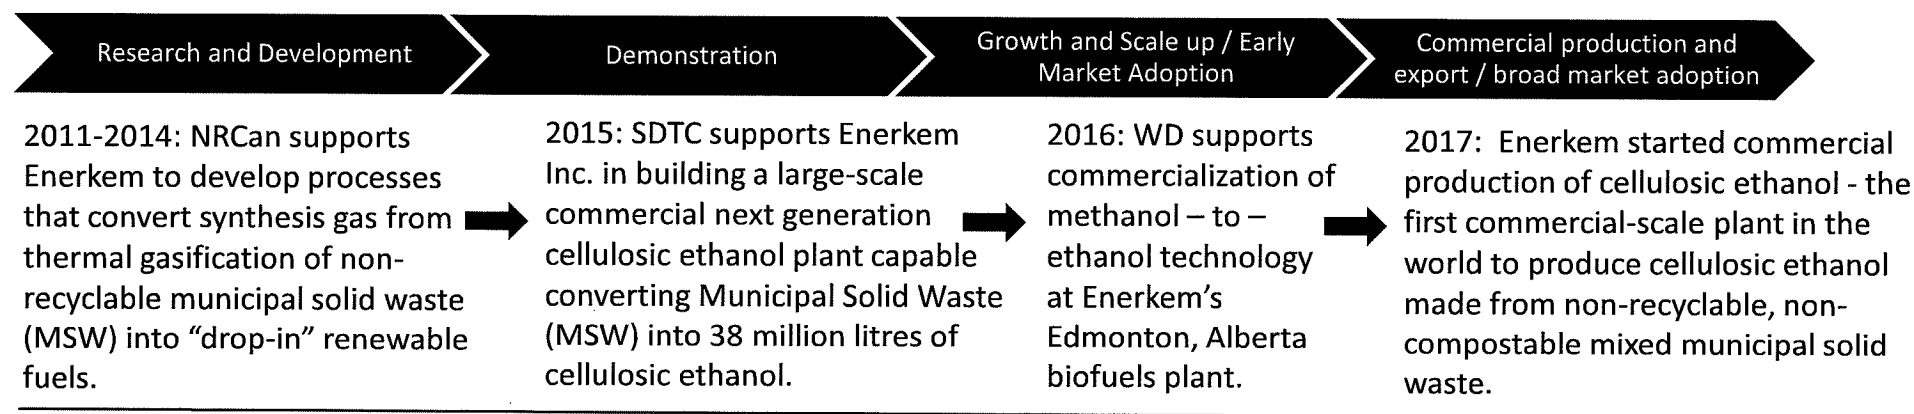 Research and Development
Demonstration
Growth and Scale up / Early
Market Adoption
Commercial production and
export / broad market adoption
2011-2014: NRCan supports
Enerkem to develop processes
that convert synthesis gas from
thermal gasification of non-
recyclable municipal solid waste
(MSW) into “drop-in” renewable
fuels.
2015: SDTC supports Enerkem
Inc. in building a large-scale
commercial next generation
cellulosic ethanol plant capable
converting Municipal Solid Waste
(MSW) into 38 million litres of
cellulosic ethanol.
2016: WD supports
commercialization of
methanol – to –
ethanol technology
at Enerkem’s
Edmonton, Alberta
biofuels plant.
2017:  Enerkem started commercial
production of cellulosic ethanol - the
first commercial-scale plant in the
world to produce cellulosic ethanol
made from non-recyclable, non-
compostable mixed municipal solid
waste.